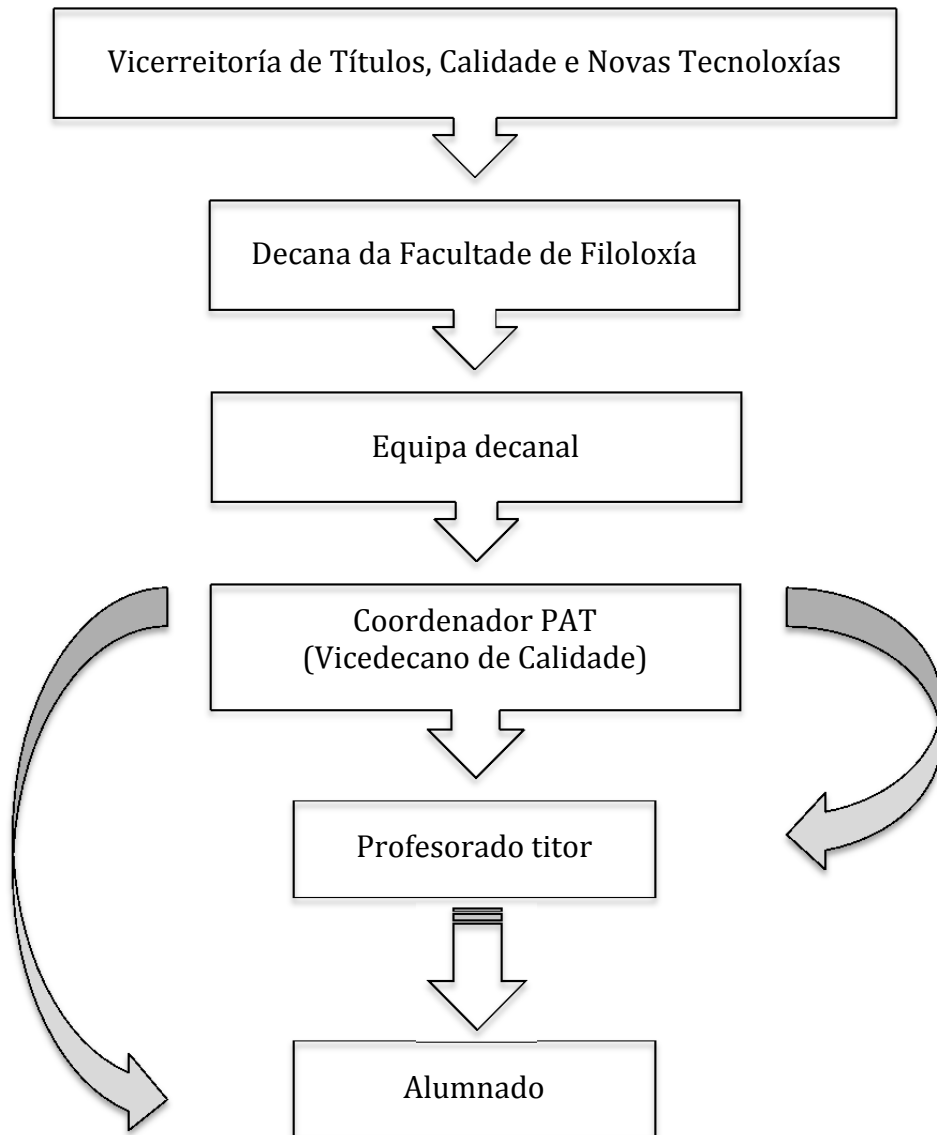 Vicerreitoría de Títulos, Calidade e Novas Tecnoloxías
Decana da Facultade de Filoloxía
Equipa decanal
Coordenador PAT
(Vicedecano de Calidade)
Profesorado titor
Alumnado